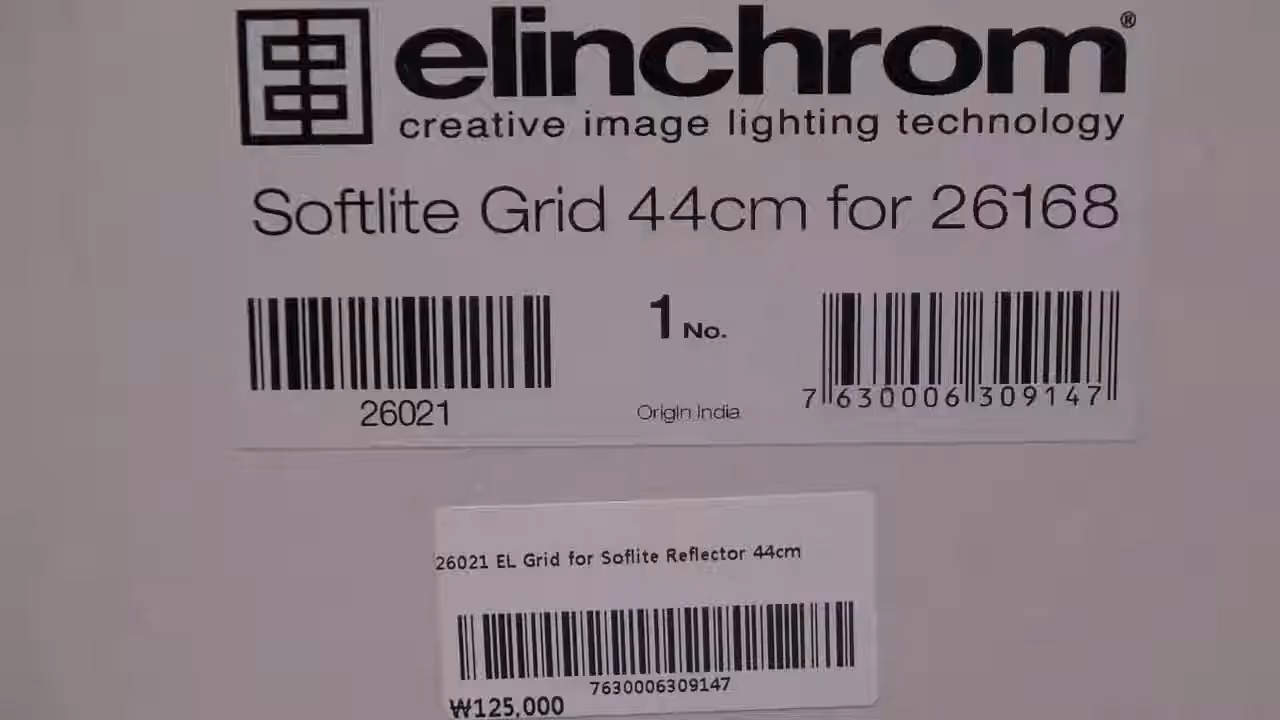 elinchrom®
creative image lighting technology
Softlite Grid 44cm for 26168
1 No.
26021
Origin India
7 630006 309147
26021 EL Grid for Soflite Reflector 44cm
7630006309147
₩125,000